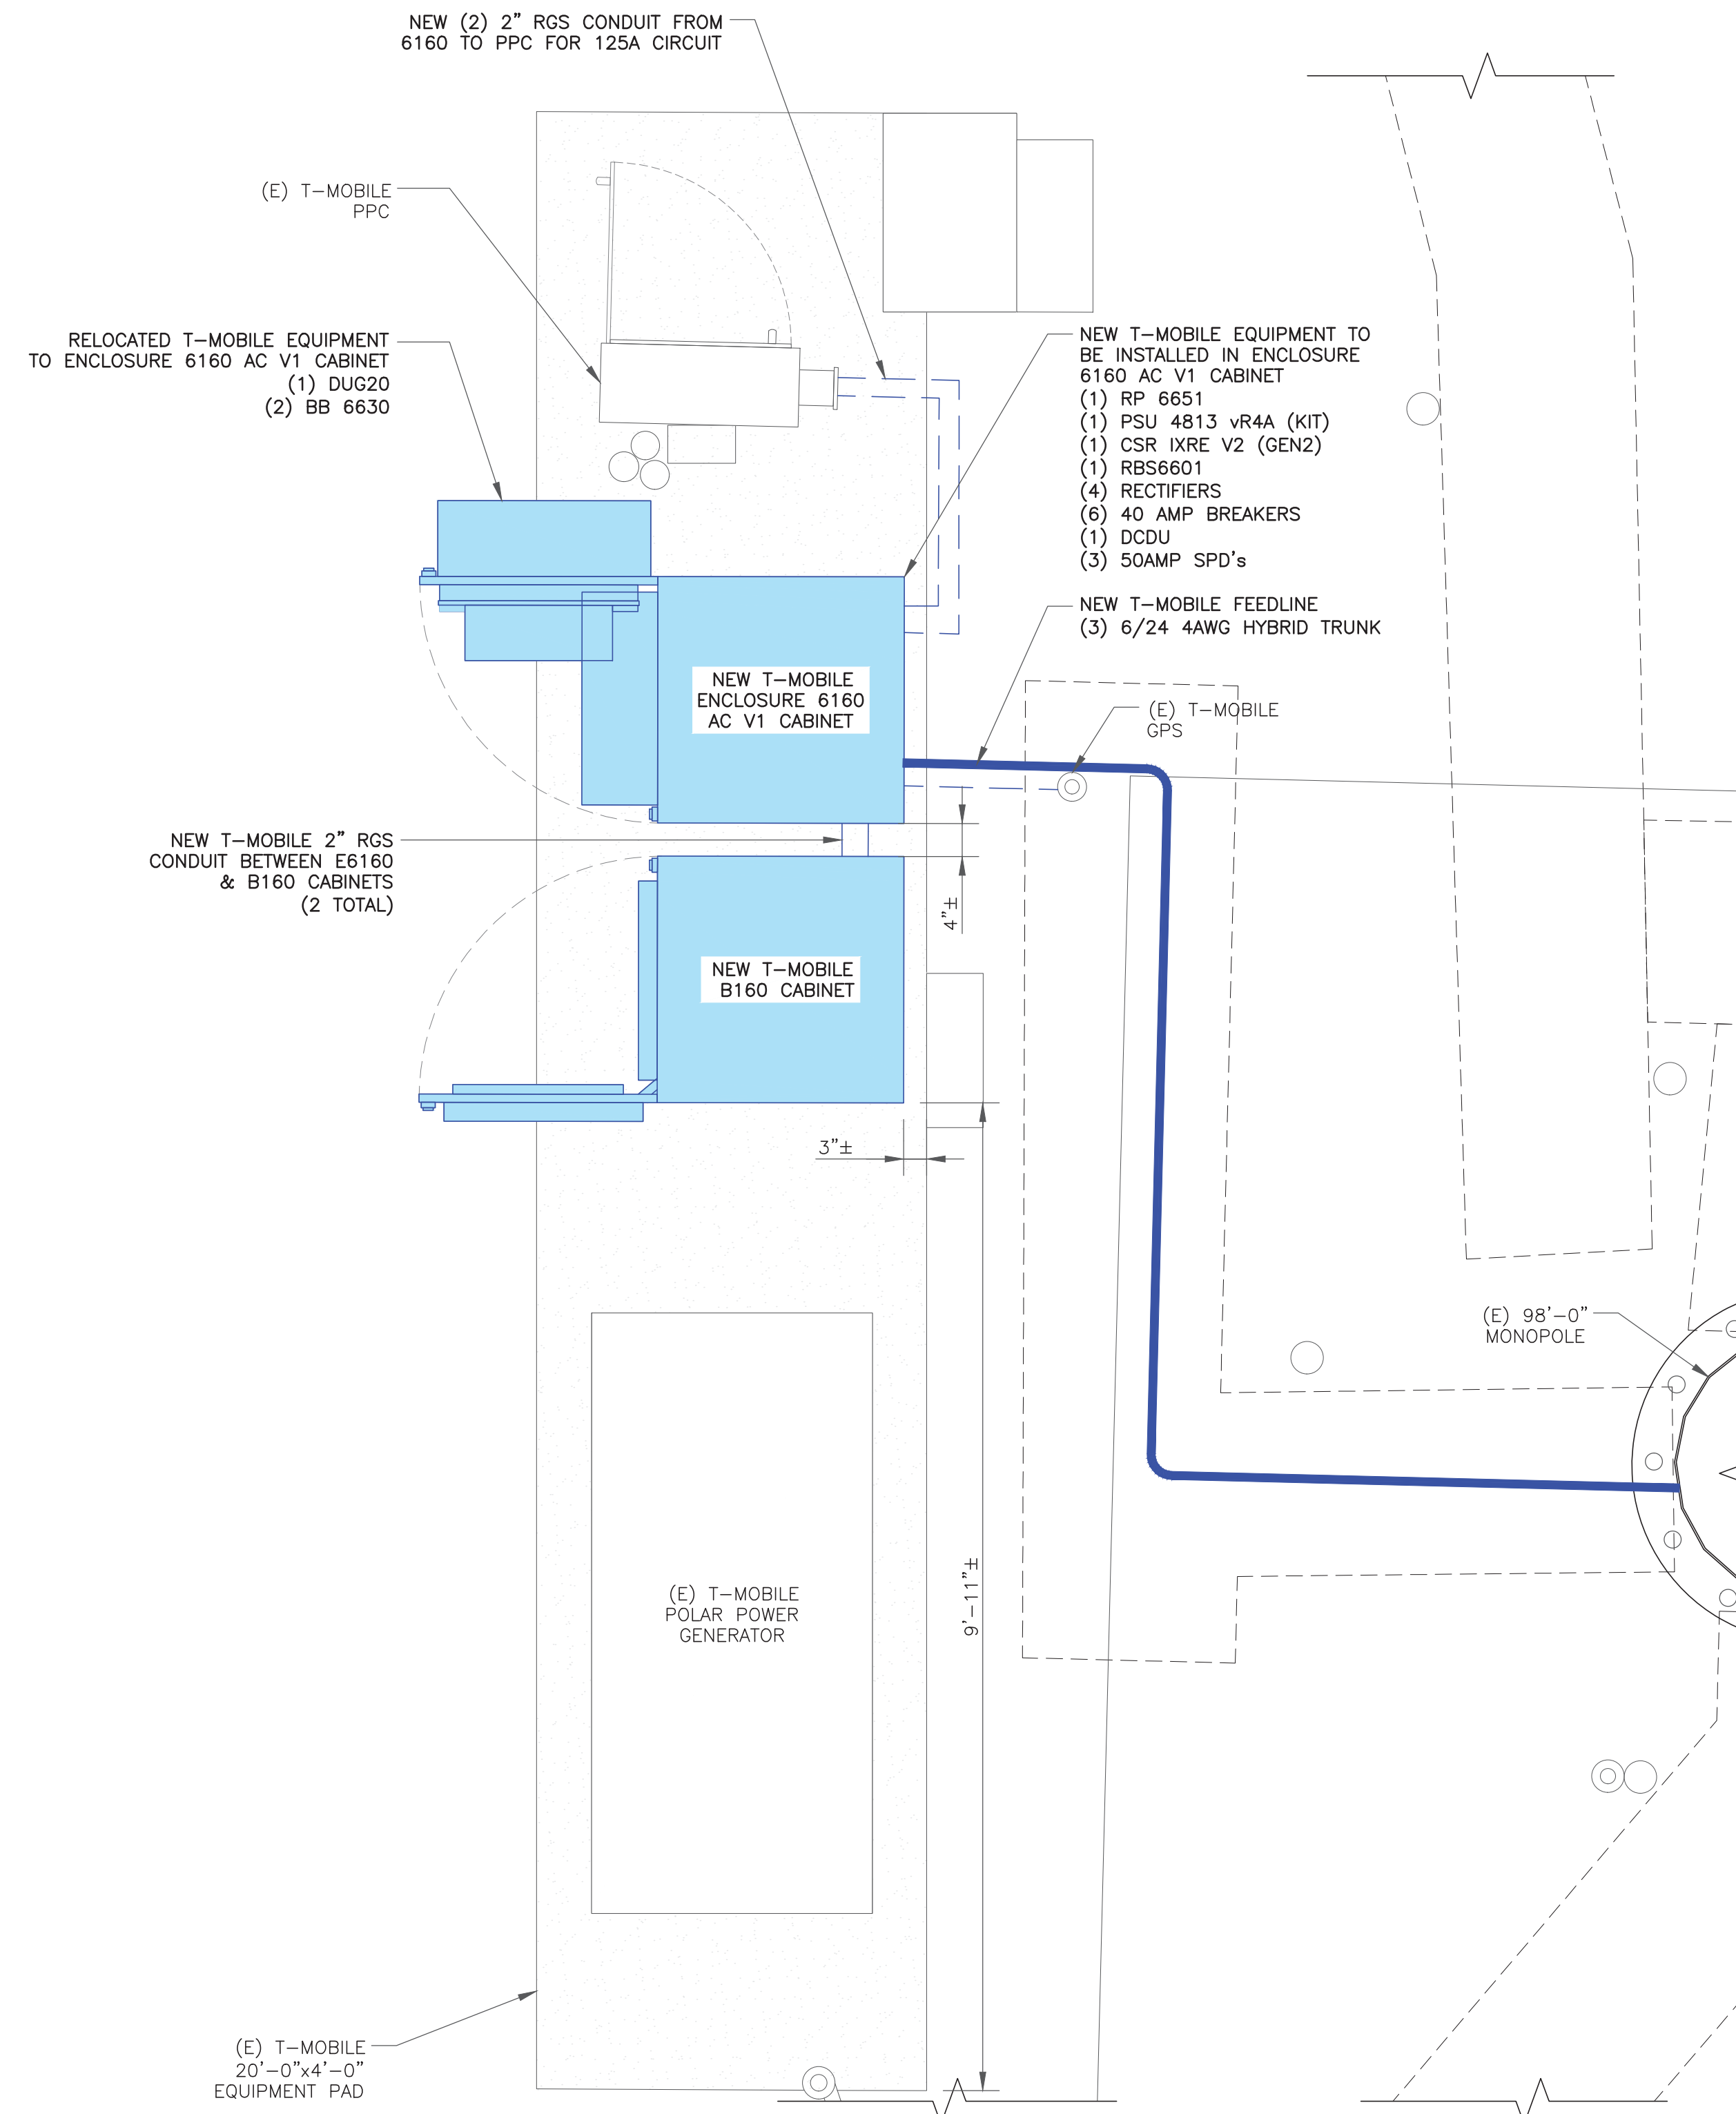 NEW (2) 2” RGS CONDUIT FROM
6160 TO PPC FOR 125A CIRCUIT
(E) T-MOBILE
PPC
RELOCATED T-MOBILE EQUIPMENT
TO ENCLOSURE 6160 AC V1 CABINET
(1) DUG20
(2) BB 6630
NEW T-MOBILE EQUIPMENT TO
BE INSTALLED IN ENCLOSURE
6160 AC V1 CABINET
(1) RP 6651
(1) PSU 4813 vR4A (KIT)
(1) CSR IXRE V2 (GEN2)
(1) RBS6601
(4) RECTIFIERS
(6) 40 AMP BREAKERS
(1) DCDU
(3) 50AMP SPD's
NEW T-MOBILE FEEDLINE
(3) 6/24 4AWG HYBRID TRUNK
NEW T-MOBILE
ENCLOSURE 6160
AC V1 CABINET
(E) T-MOBILE
GPS
NEW T-MOBILE 2” RGS
CONDUIT BETWEEN E6160
& B160 CABINETS
(2 TOTAL)
4”±
NEW T-MOBILE
B160 CABINET
3”±
(E) 98'-0”
MONOPOLE
9'-11”±
(E) T-MOBILE
POLAR POWER
GENERATOR
(E) T-MOBILE
20'-0”x4'-0”
EQUIPMENT PAD